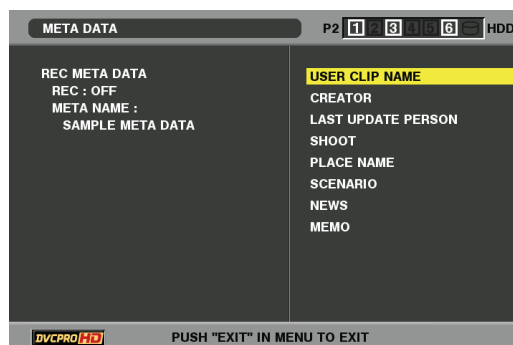 META DATA
P2 1 2 3 4 5 6 HDD
REC META DATA
REC : OFF
META NAME :
SAMPLE META DATA
USER CLIP NAME
CREATOR
LAST UPDATE PERSON
SHOOT
PLACE NAME
SCENARIO
NEWS
MEMO
DVCPRO HD
PUSH "EXIT" IN MENU TO EXIT